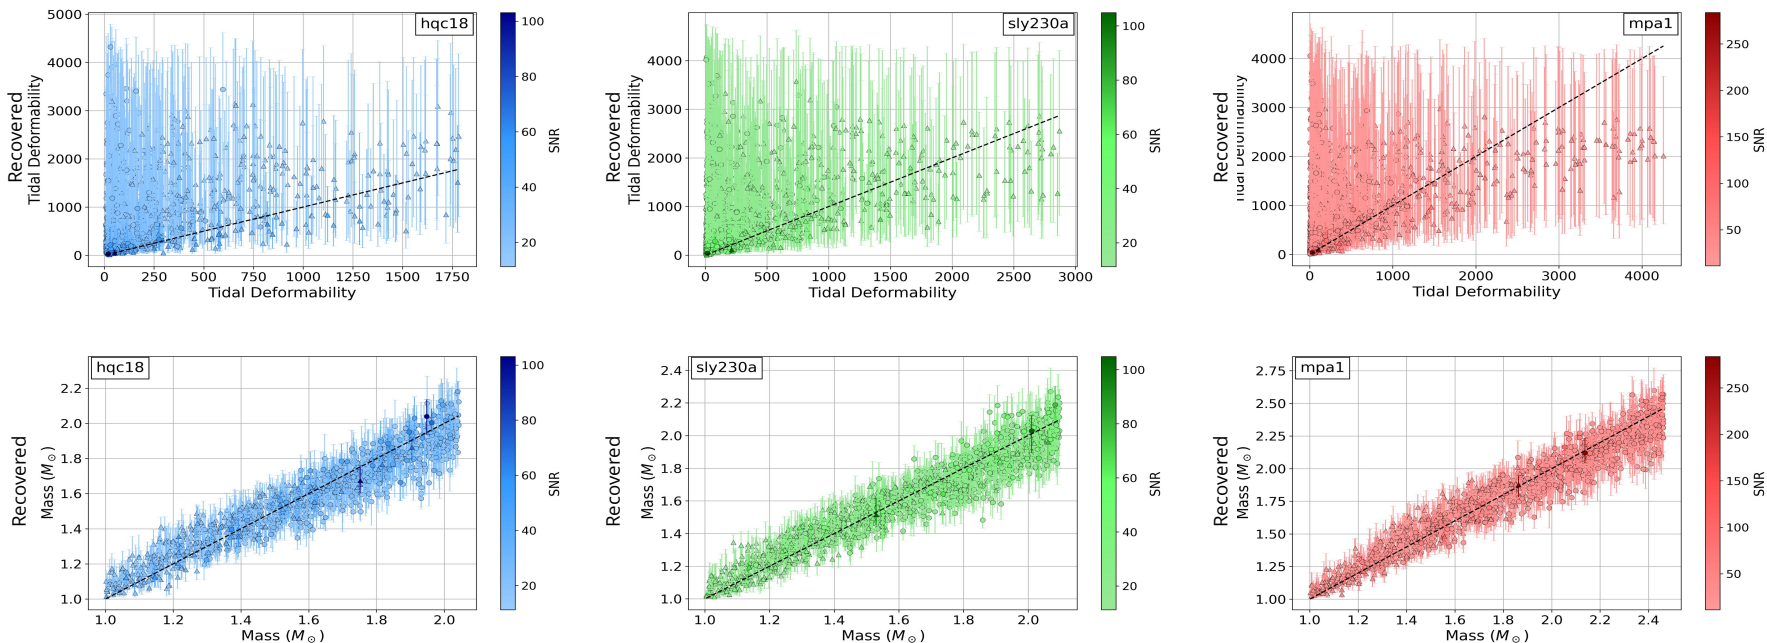 hqc18
5000
4000
3000
2000
1000
0
Recovered
Tidal Deformability
0 250 500 750 1000 1250 1500 1750
Tidal Deformability
100
80
60
40
20
SNR
sly230a
4000
3000
2000
1000
0
Recovered
Tidal Deformability
0 500 1000 1500 2000 2500 3000
Tidal Deformability
100
80
60
40
20
SNR
mpa1
4000
3000
2000
1000
0
Recovered
Tidal Deformability
0 1000 2000 3000 4000
Tidal Deformability
250
200
150
100
50
SNR
hqc18
2.2
2.0
1.8
1.6
1.4
1.2
1.0
Recovered
Mass (M⊙)
1.0 1.2 1.4 1.6 1.8 2.0
Mass (M⊙)
100
80
60
40
20
SNR
sly230a
2.4
2.2
2.0
1.8
1.6
1.4
1.2
1.0
Recovered
Mass (M⊙)
1.0 1.2 1.4 1.6 1.8 2.0
Mass (M⊙)
100
80
60
40
20
SNR
mpa1
2.75
2.50
2.25
2.00
1.75
1.50
1.25
1.00
Recovered
Mass (M⊙)
1.0 1.2 1.4 1.6 1.8 2.0 2.2 2.4
Mass (M⊙)
250
200
150
100
50
SNR